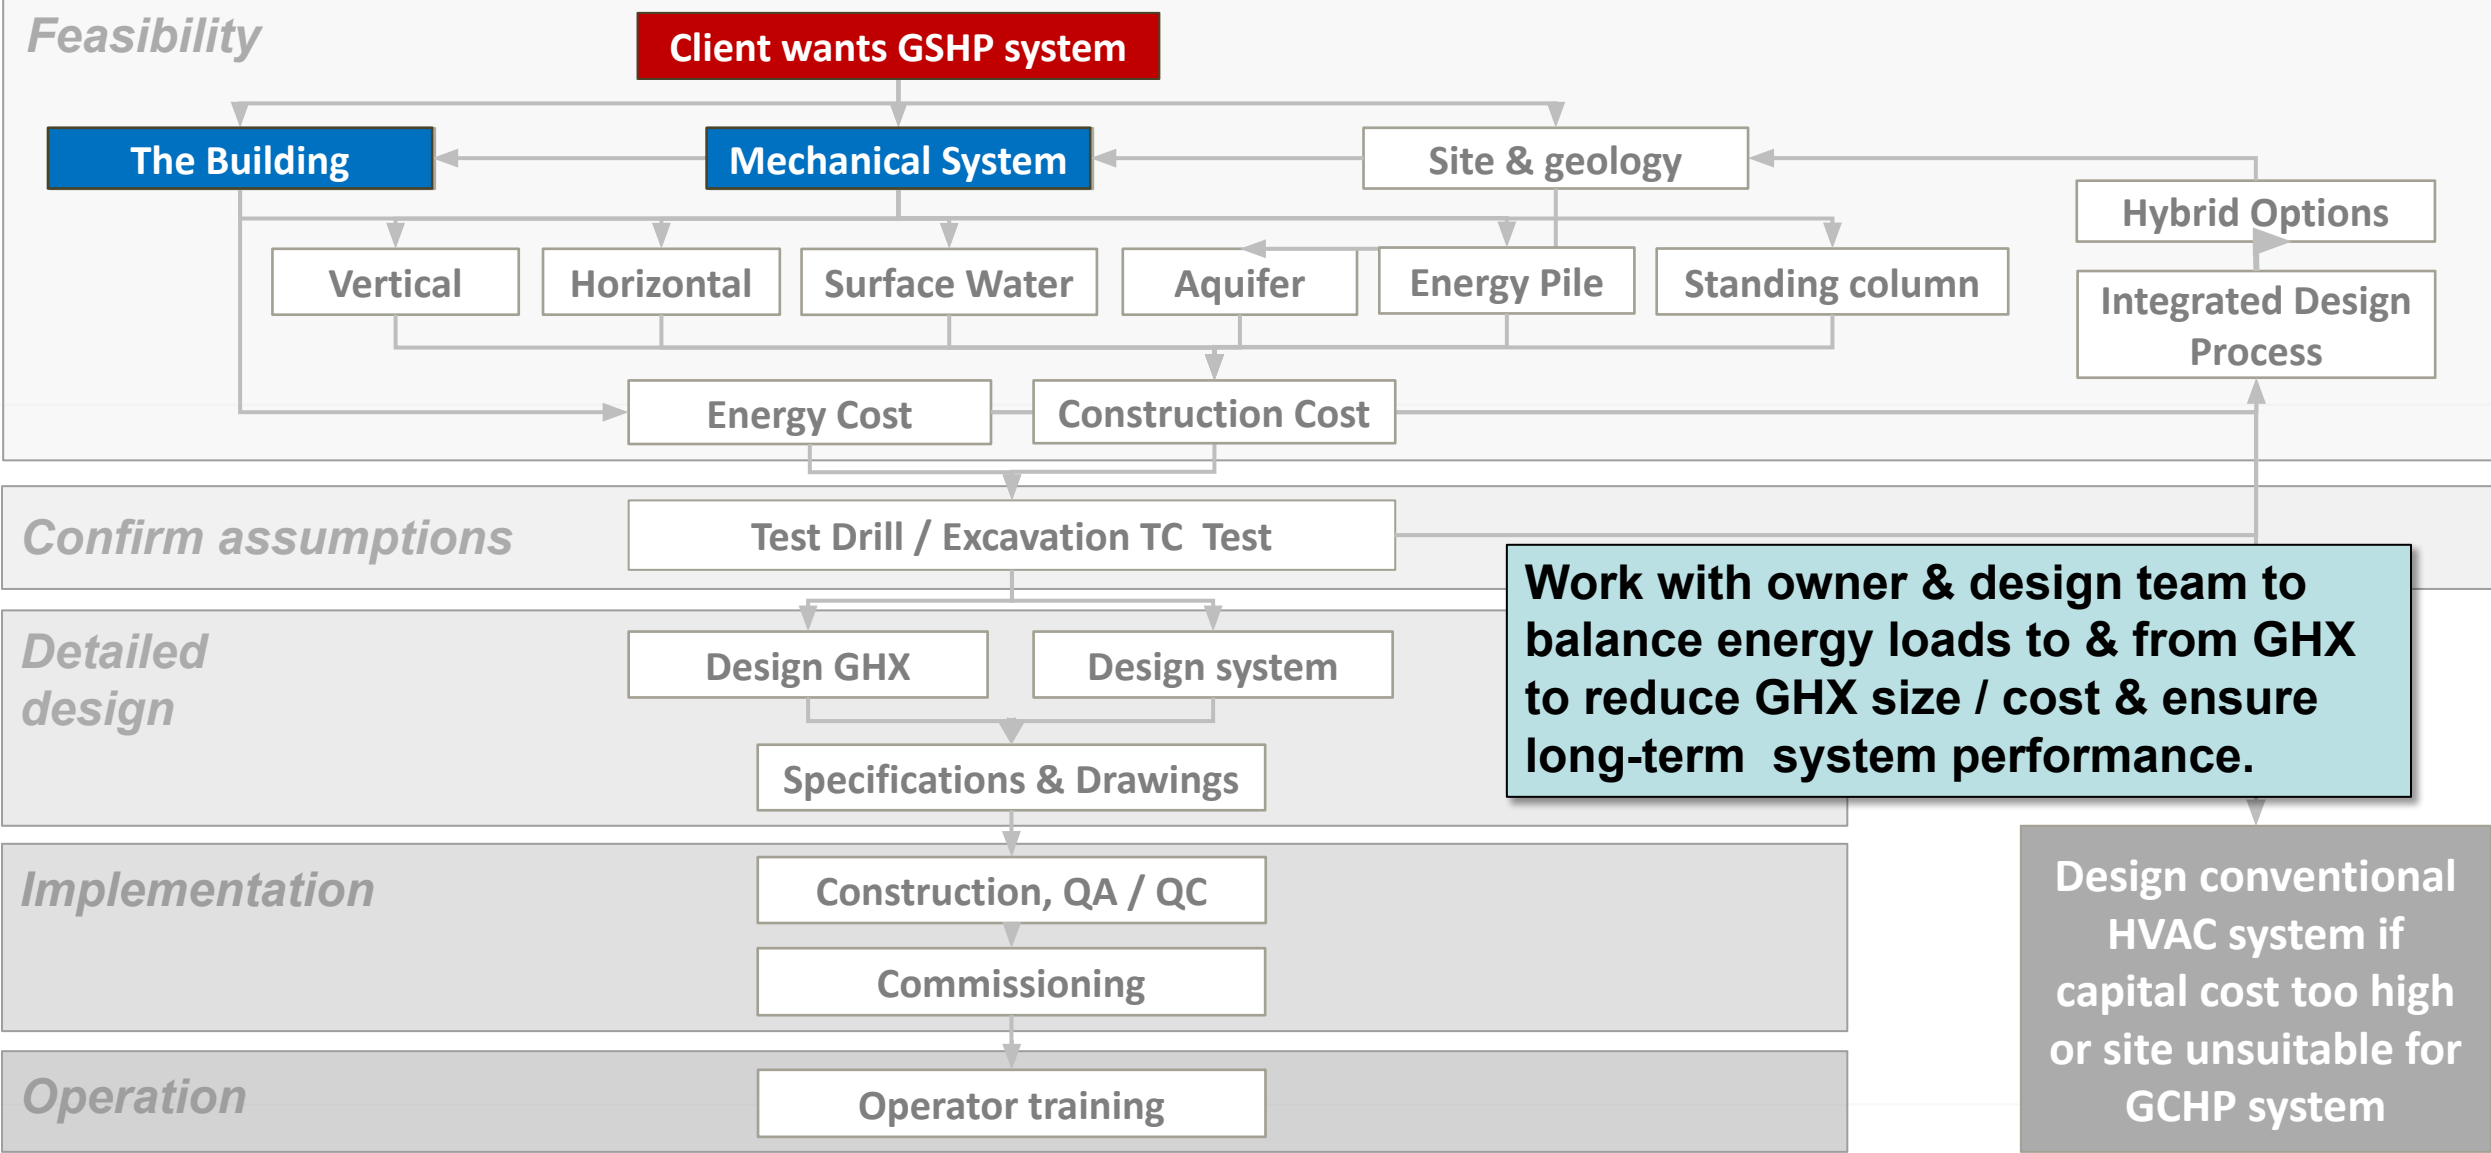 Feasibility
Client wants GSHP system
The Building
Mechanical System
Site & geology
Hybrid Options
Vertical
Horizontal
Surface Water
Aquifer
Energy Pile
Standing column
Integrated Design
Process
Energy Cost
Construction Cost
Confirm assumptions
Test Drill / Excavation TC  Test
Work with owner & design team to
balance energy loads to & from GHX
to reduce GHX size / cost & ensure
long-term  system performance.
Detailed
design
Design GHX
Design system
Specifications & Drawings
Implementation
Construction, QA / QC
Commissioning
Design conventional
HVAC system if
capital cost too high
or site unsuitable for
GCHP system
Operation
Operator training